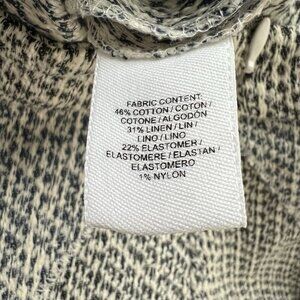 FABRIC CONTENT:
46% COTTON / COTON /
COTONE / ALGODÓN
31% LINEN / LIN /
LINO / LINO
22% ELASTOMER /
ELASTOMERE / ELASTAN /
ELASTOMERO
1% NYLON